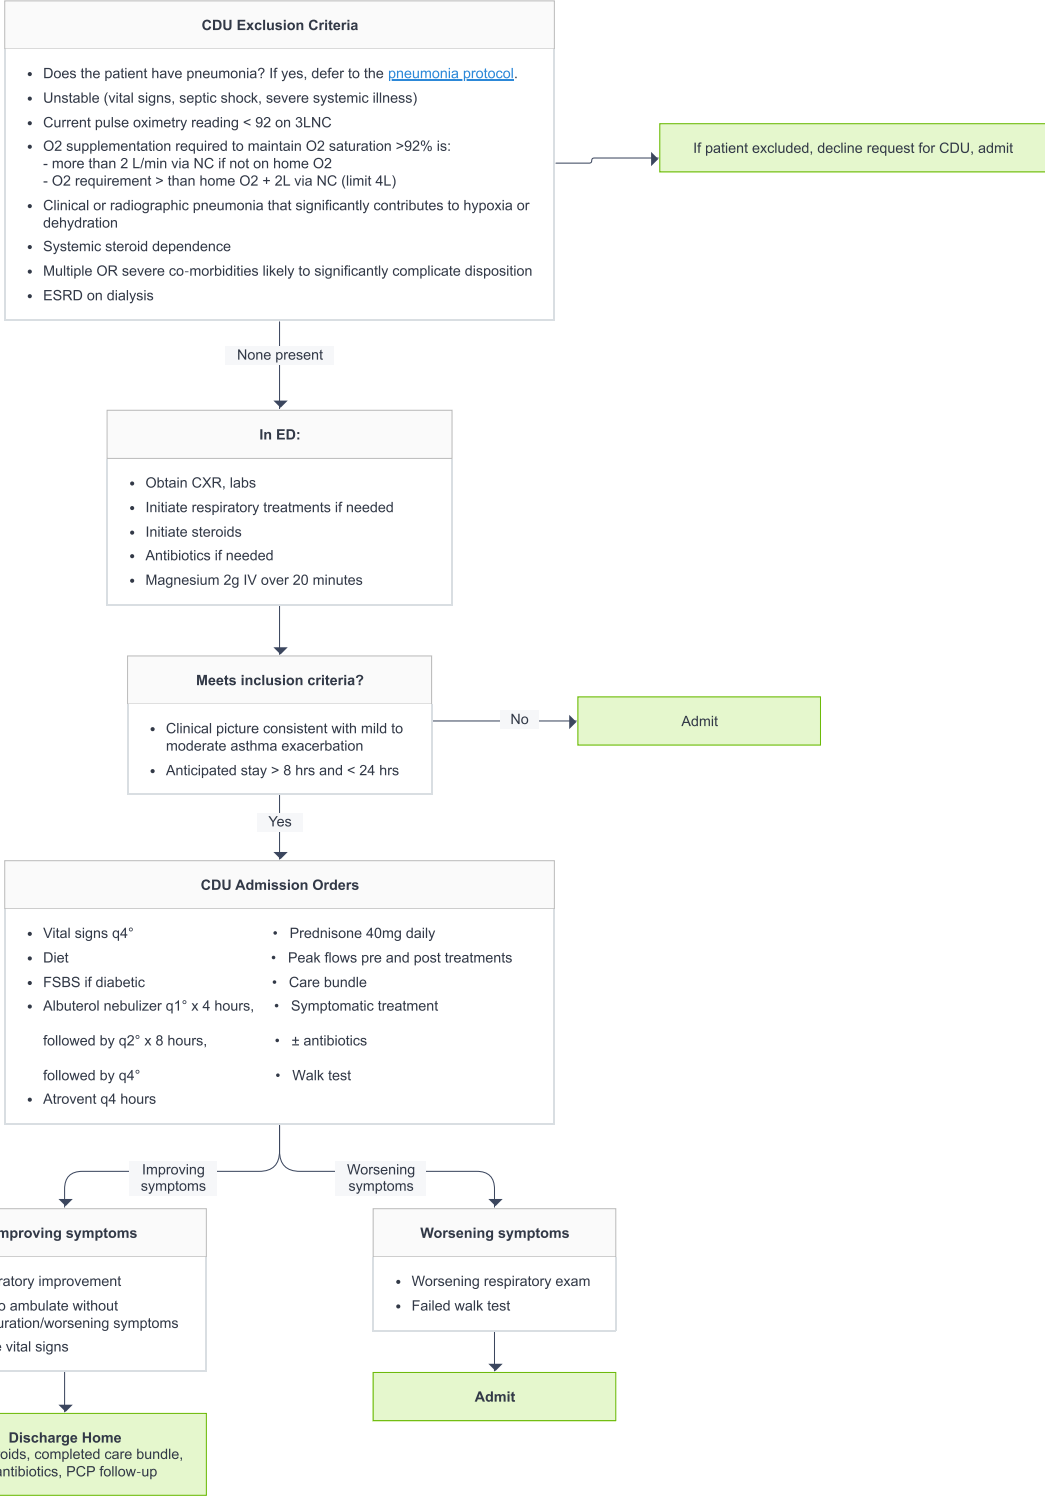 CDU Exclusion Criteria
• Does the patient have pneumonia? If yes, defer to the pneumonia protocol.
• Unstable (vital signs, septic shock, severe systemic illness)
• Current pulse oximetry reading < 92 on 3LNC
• O2 supplementation required to maintain O2 saturation >92% is:
- more than 2 L/min via NC if not on home O2
- O2 requirement > than home O2 + 2L via NC (limit 4L)
• Clinical or radiographic pneumonia that significantly contributes to hypoxia or
dehydration
• Systemic steroid dependence
• Multiple OR severe co-morbidities likely to significantly complicate disposition
• ESRD on dialysis
If patient excluded, decline request for CDU, admit
None present
In ED:
• Obtain CXR, labs
• Initiate respiratory treatments if needed
• Initiate steroids
• Antibiotics if needed
• Magnesium 2g IV over 20 minutes
Meets inclusion criteria?
• Clinical picture consistent with mild to
moderate asthma exacerbation
• Anticipated stay > 8 hrs and < 24 hrs
No
Admit
Yes
CDU Admission Orders
• Vital signs q4°
• Diet
• FSBS if diabetic
• Albuterol nebulizer q1° x 4 hours,
followed by q2° x 8 hours,
followed by q4°
• Atrovent q4 hours
• Prednisone 40mg daily
• Peak flows pre and post treatments
• Care bundle
• Symptomatic treatment
• ± antibiotics
• Walk test
Improving
symptoms
Worsening
symptoms
symptoms
improvement
ambulate without
symptoms
vital signs
Discharge Home
completed care bundle,
PCP follow-up
Worsening symptoms
• Worsening respiratory exam
• Failed walk test
Admit